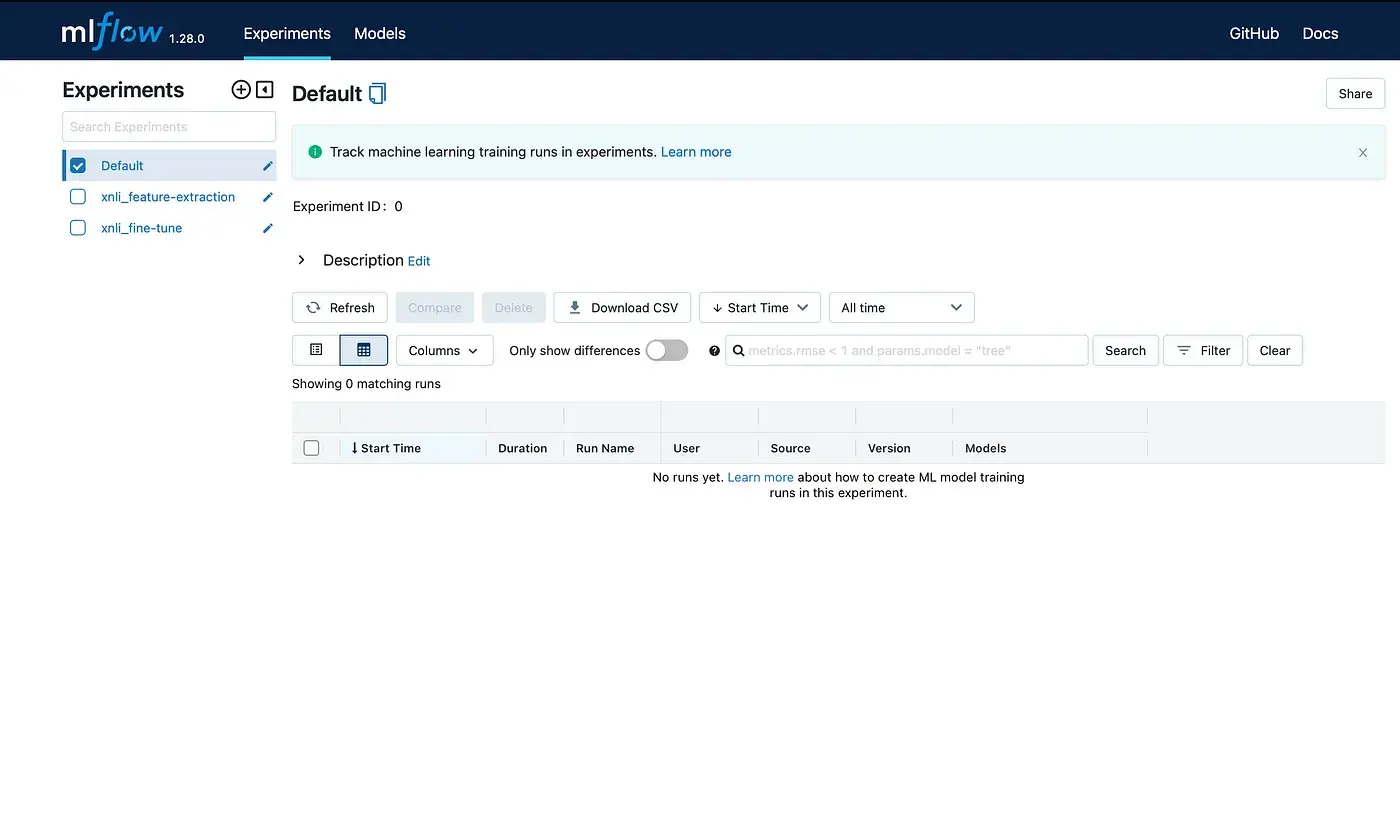 mlflow 1.28.0 Experiments Models GitHub Docs
Experiments
Search Experiments
Default
xnli_feature-extraction
xnli_fine-tune
Default
Share
Track machine learning training runs in experiments. Learn more
Experiment ID: 0
Description Edit
Refresh Compare Delete Download CSV Start Time All time
Columns Only show differences metrics.rmse < 1 and params.model = "tree" Search Filter Clear
Showing 0 matching runs
Start Time Duration Run Name User Source Version Models
No runs yet. Learn more about how to create ML model training
runs in this experiment.